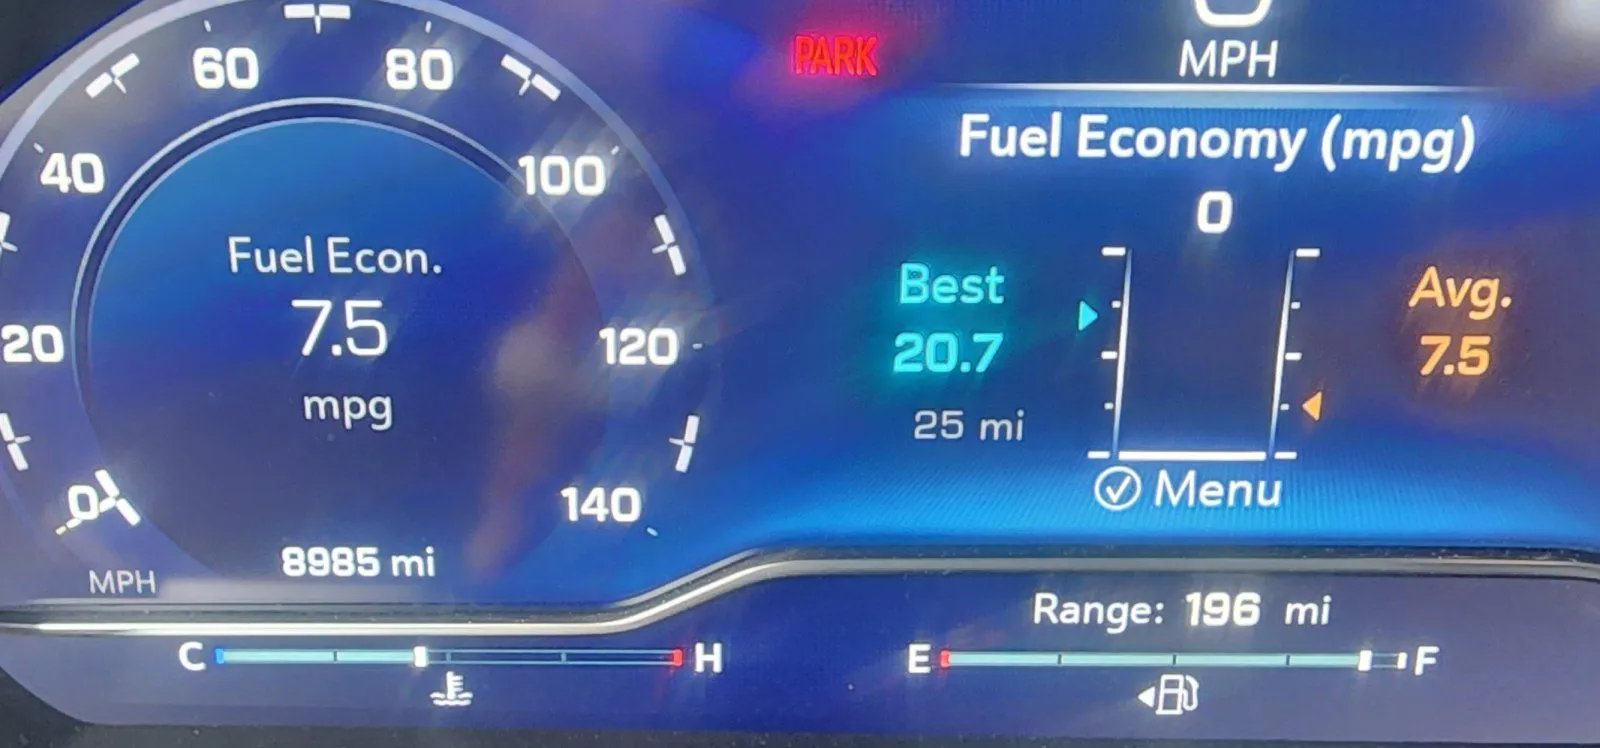 60
80
40
100
20
120
0
140
MPH
Fuel Econ.
7.5
mpg
8985 mi
PARK
MPH
Fuel Economy (mpg)
0
Best
20.7
25 mi
Avg.
7.5
Menu
C
H
Range: 196 mi
E
F